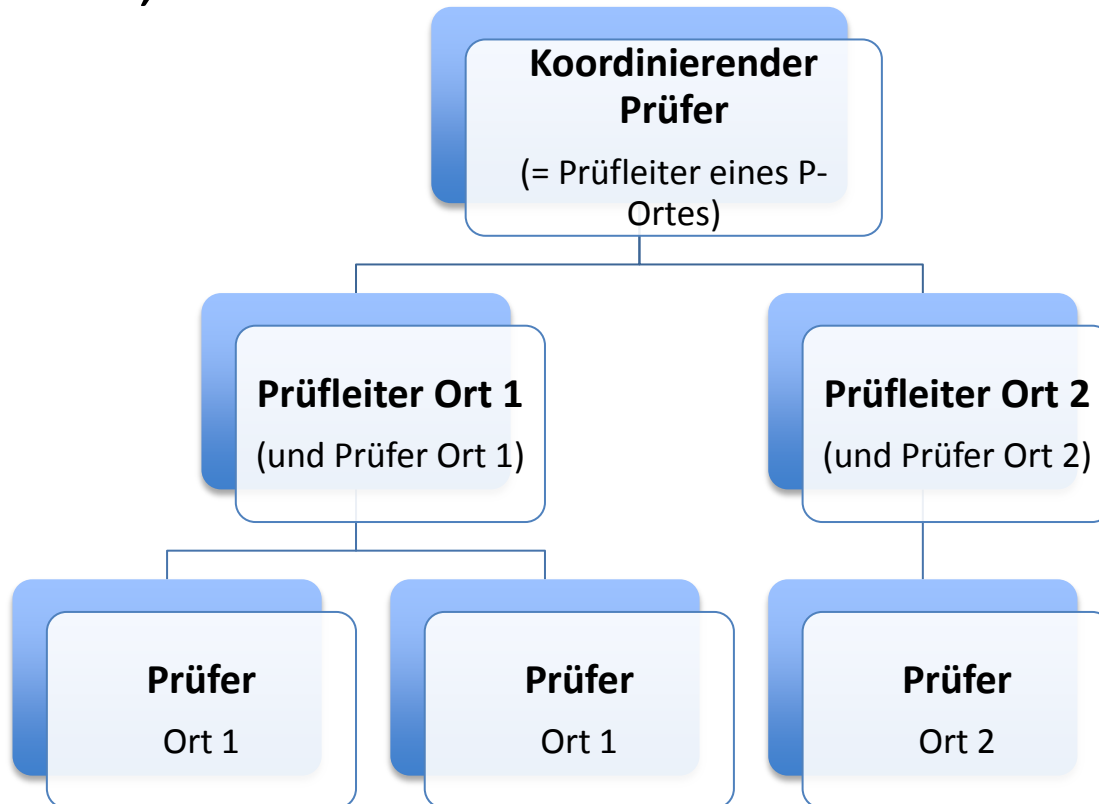 Koordinierender
Prüfer
(= Prüfleiter eines P-
Ortes)
Prüfleiter Ort 1
(und Prüfer Ort 1)
Prüfleiter Ort 2
(und Prüfer Ort 2)
Prüfer
Ort 1
Prüfer
Ort 1
Prüfer
Ort 2